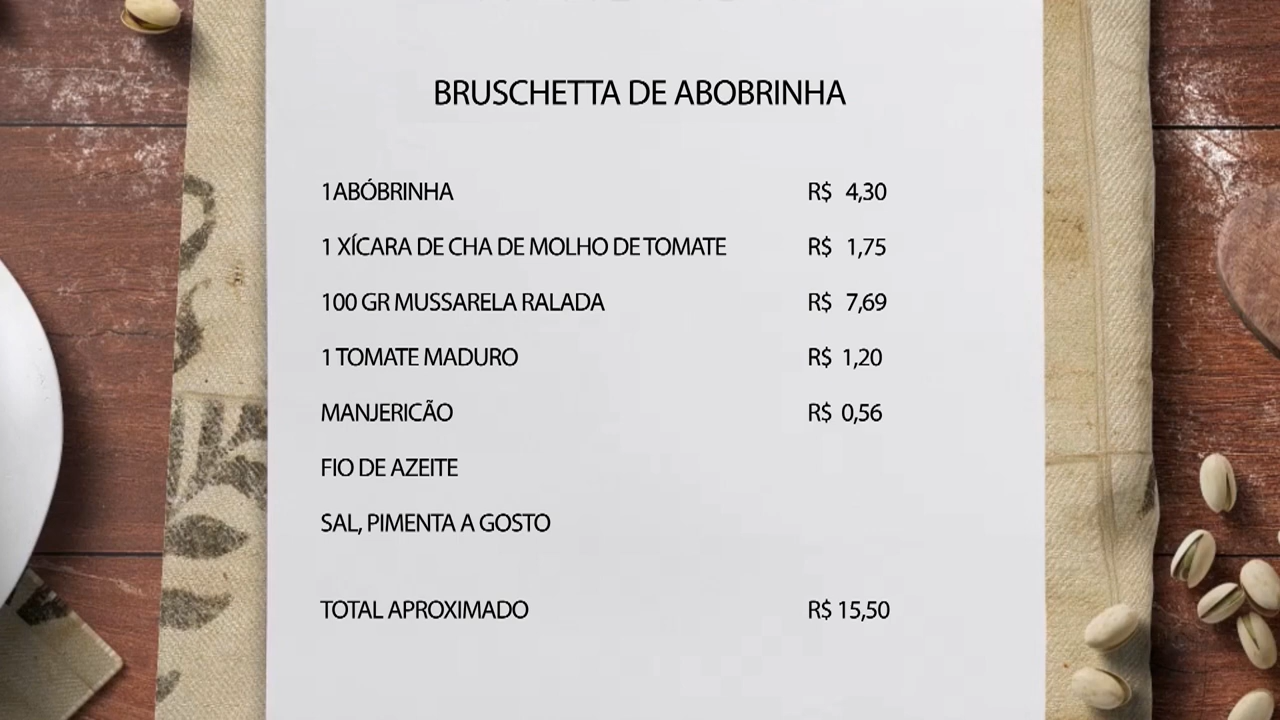 BRUSCHETTA DE ABOBRINHA
1 ABÓBRINHA R$ 4,30
1 XÍCARA DE CHA DE MOLHO DE TOMATE R$ 1,75
100 GR MUSSARELA RALADA R$ 7,69
1 TOMATE MADURO R$ 1,20
MANJERICÃO R$ 0,56
FIO DE AZEITE
SAL, PIMENTA A GOSTO
TOTAL APROXIMADO R$ 15,50